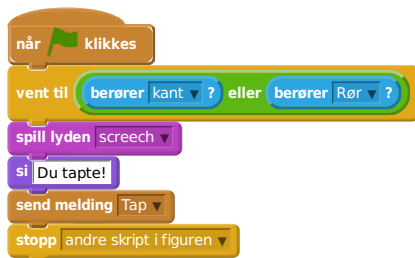 når klikkes
vent til berører kant ? eller berører Rør ?
spill lyden screech
si Du tapte!
send melding Tap
stopp andre skript i figuren